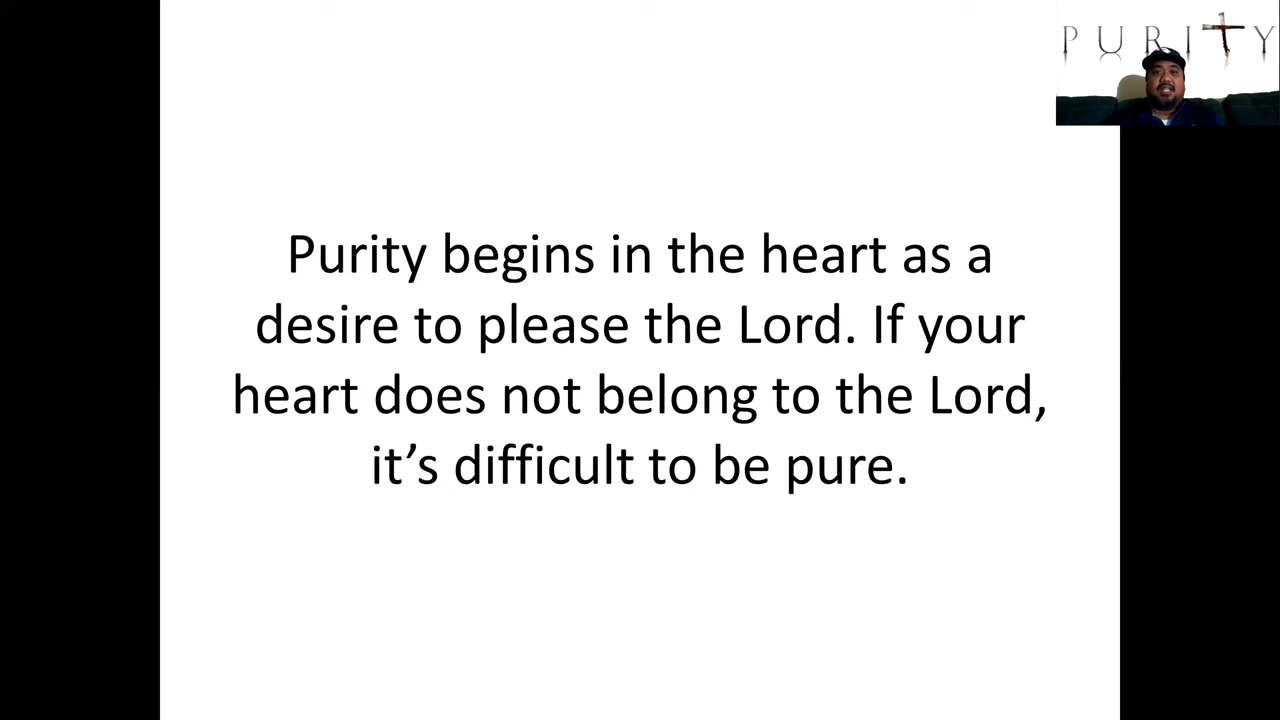 PURITY
Purity begins in the heart as a
desire to please the Lord. If your
heart does not belong to the Lord,
it’s difficult to be pure.